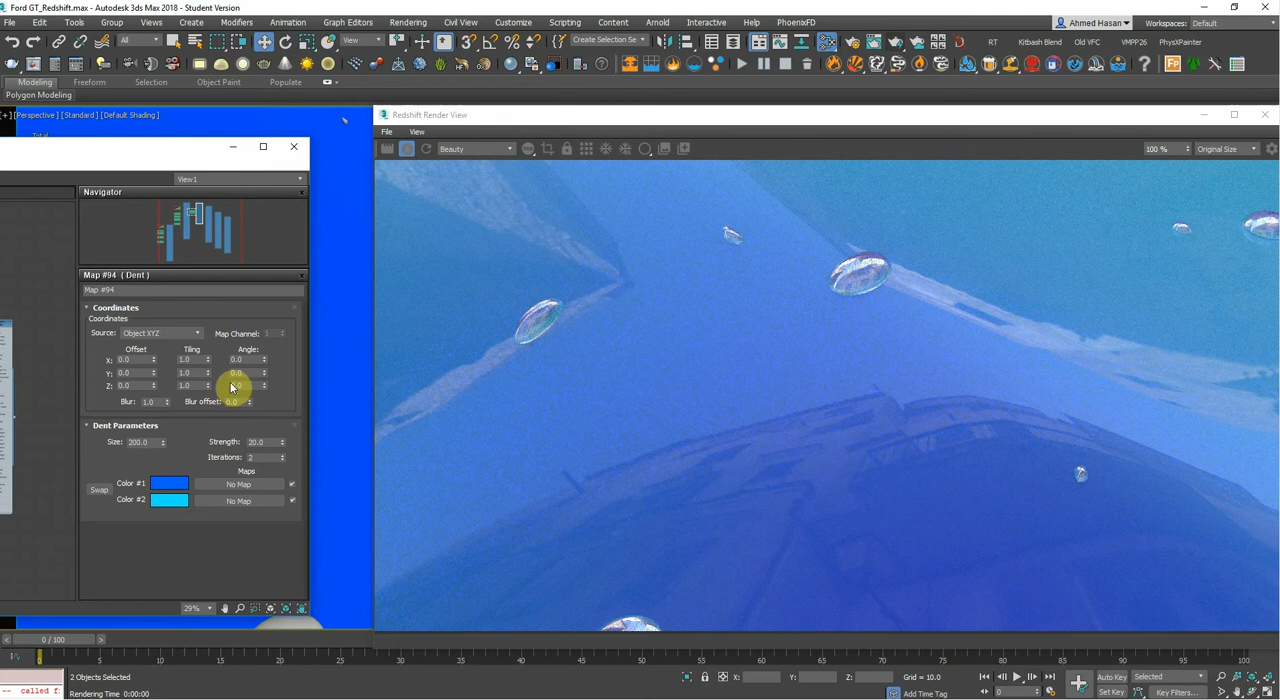 Ford GT_Redshift.max - Autodesk 3ds Max 2018 - Student Version
File Edit Tools Group Views Create Modifiers Animation Graph Editors Rendering Civil View Customize Scripting Content Arnold Interactive Help PhoenixFD
Ahmed Hasan Workspaces: Default
All View Create Selection Se RT Kitbash Blend Old VFC VMPP26 PhysXPainter
Modeling Freeform Selection Object Paint Populate
Polygon Modeling
[+] [Perspective ] [Standard ] [Default Shading ]
Total
Redshift Render View
File View
Beauty 100 % Original Size
View1
Navigator
Map #94 ( Dent )
Map #94
Coordinates
Coordinates
Source: Object XYZ Map Channel: 1
Offset Tiling Angle:
X: 0.0 1.0 0.0
Y: 0.0 1.0 0.0
Z: 0.0 1.0 0.0
Blur: 1.0 Blur offset: 0.0
Dent Parameters
Size: 200.0 Strength: 20.0
Iterations: 2
Maps
Swap Color #1 No Map
Color #2 No Map
29%
0 / 100
0 5 10 15 20 25 30 35 40 45 50 55 60 65 70 75 80 85 90 95 100
2 Objects Selected X: Y: Z: Grid = 10.0 Auto Key Selected
-- called f: Rendering Time 0:00:00 Add Time Tag 0 Set Key Key Filters...